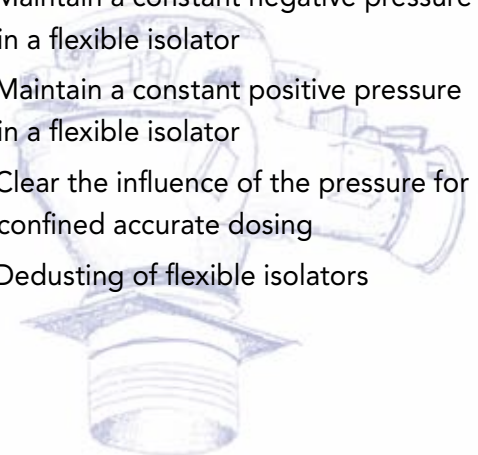 Maintain a constant negative pressure
in a flexible isolator
Maintain a constant positive pressure
in a flexible isolator
Clear the influence of the pressure for
confined accurate dosing
Dedusting of flexible isolators